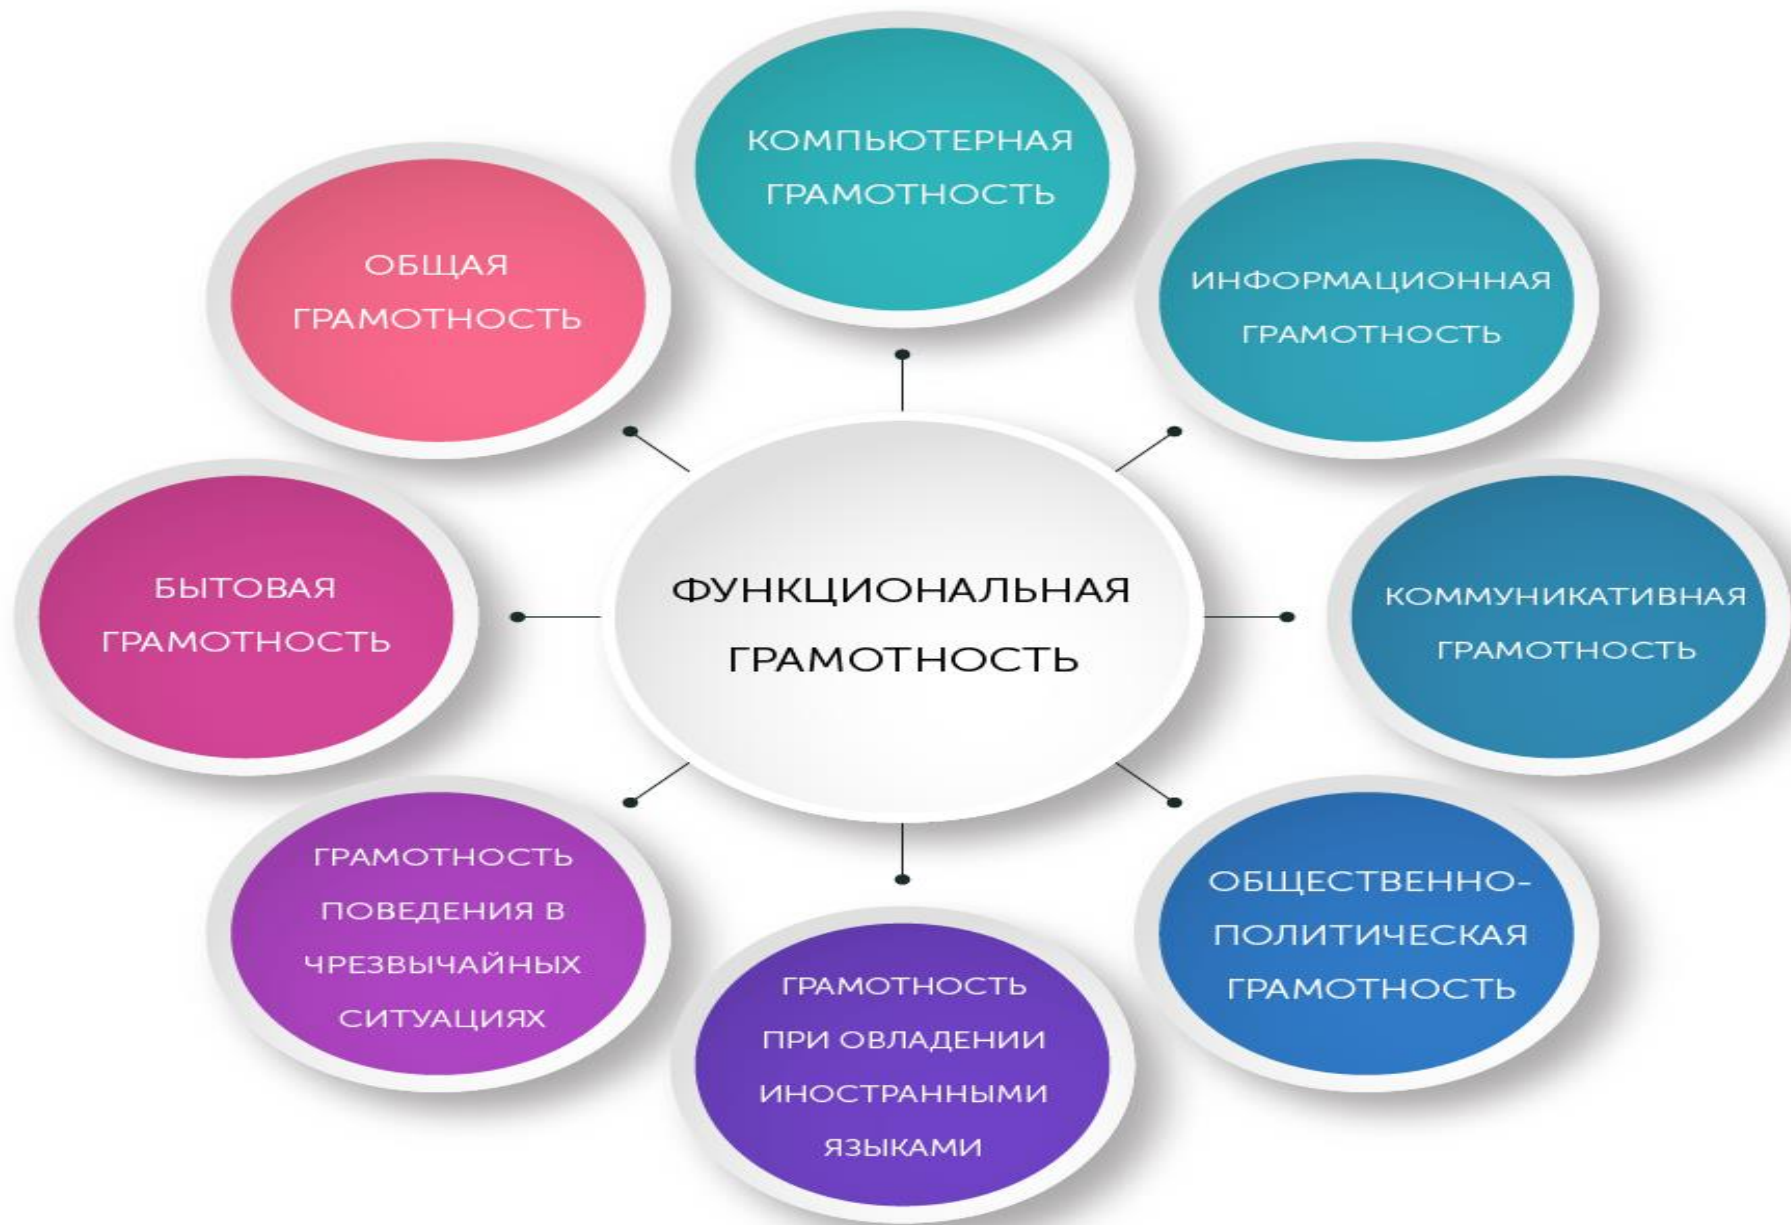 КОМПЬЮТЕРНАЯ
ГРАМОТНОСТЬ
ИНФОРМАЦИОННАЯ
ГРАМОТНОСТЬ
КОММУНИКАТИВНАЯ
ГРАМОТНОСТЬ
ОБЩЕСТВЕННО-
ПОЛИТИЧЕСКАЯ
ГРАМОТНОСТЬ
ГРАМОТНОСТЬ
ПРИ ОВЛАДЕНИИ
ИНОСТРАННЫМИ
ЯЗЫКАМИ
ГРАМОТНОСТЬ
ПОВЕДЕНИЯ В
ЧРЕЗВЫЧАЙНЫХ
СИТУАЦИЯХ
БЫТОВАЯ
ГРАМОТНОСТЬ
ОБЩАЯ
ГРАМОТНОСТЬ
ФУНКЦИОНАЛЬНАЯ
ГРАМОТНОСТЬ